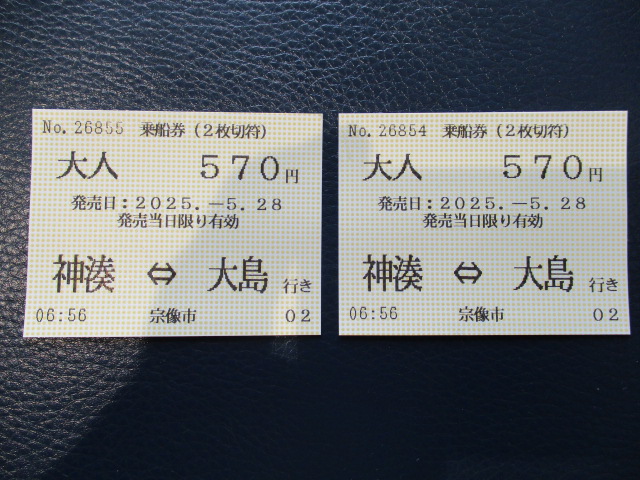 No. 26855 乗船券 (2枚切符)
大人 570円
発売日：2025.－5.28
発売当日限り有効
神湊 ⇔ 大島 行き
06:56 宗像市 02
No. 26854 乗船券 (2枚切符)
大人 570円
発売日：2025.－5.28
発売当日限り有効
神湊 ⇔ 大島 行き
06:56 宗像市 02